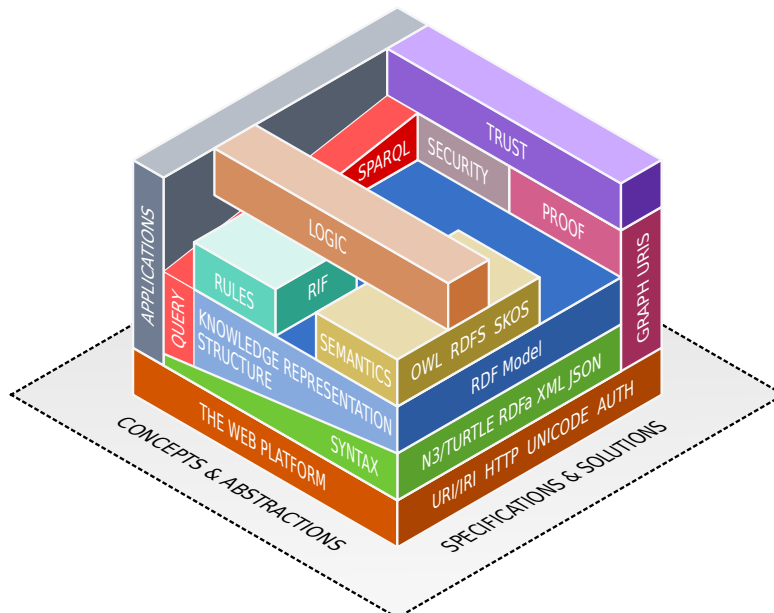 TRUST
SPARQL
SECURITY
PROOF
LOGIC
APPLICATIONS
RULES
RIF
GRAPH URIS
QUERY
KNOWLEDGE REPRESENTATION
STRUCTURE
SEMANTICS
OWL RDFS SKOS
RDF Model
SYNTAX
N3/TURTLE RDFa XML JSON
THE WEB PLATFORM
URI/IRI HTTP UNICODE AUTH
CONCEPTS & ABSTRACTIONS
SPECIFICATIONS & SOLUTIONS